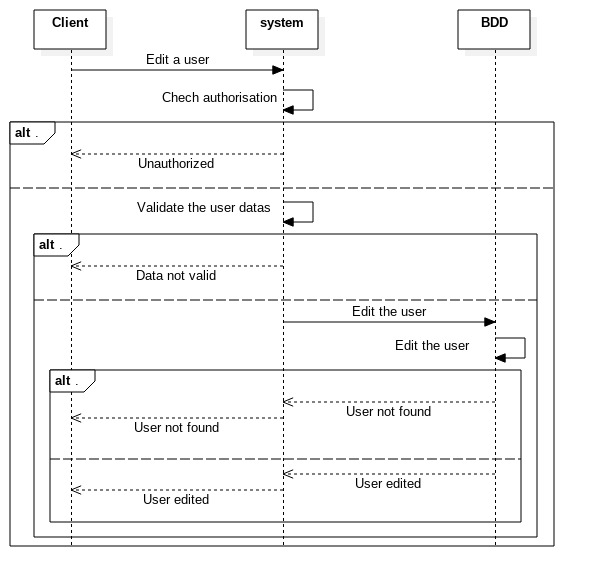 Client
system
BDD
Edit a user
Chech authorisation
alt .
Unauthorized
Validate the user datas
alt .
Data not valid
Edit the user
Edit the user
alt .
User not found
User not found
User edited
User edited